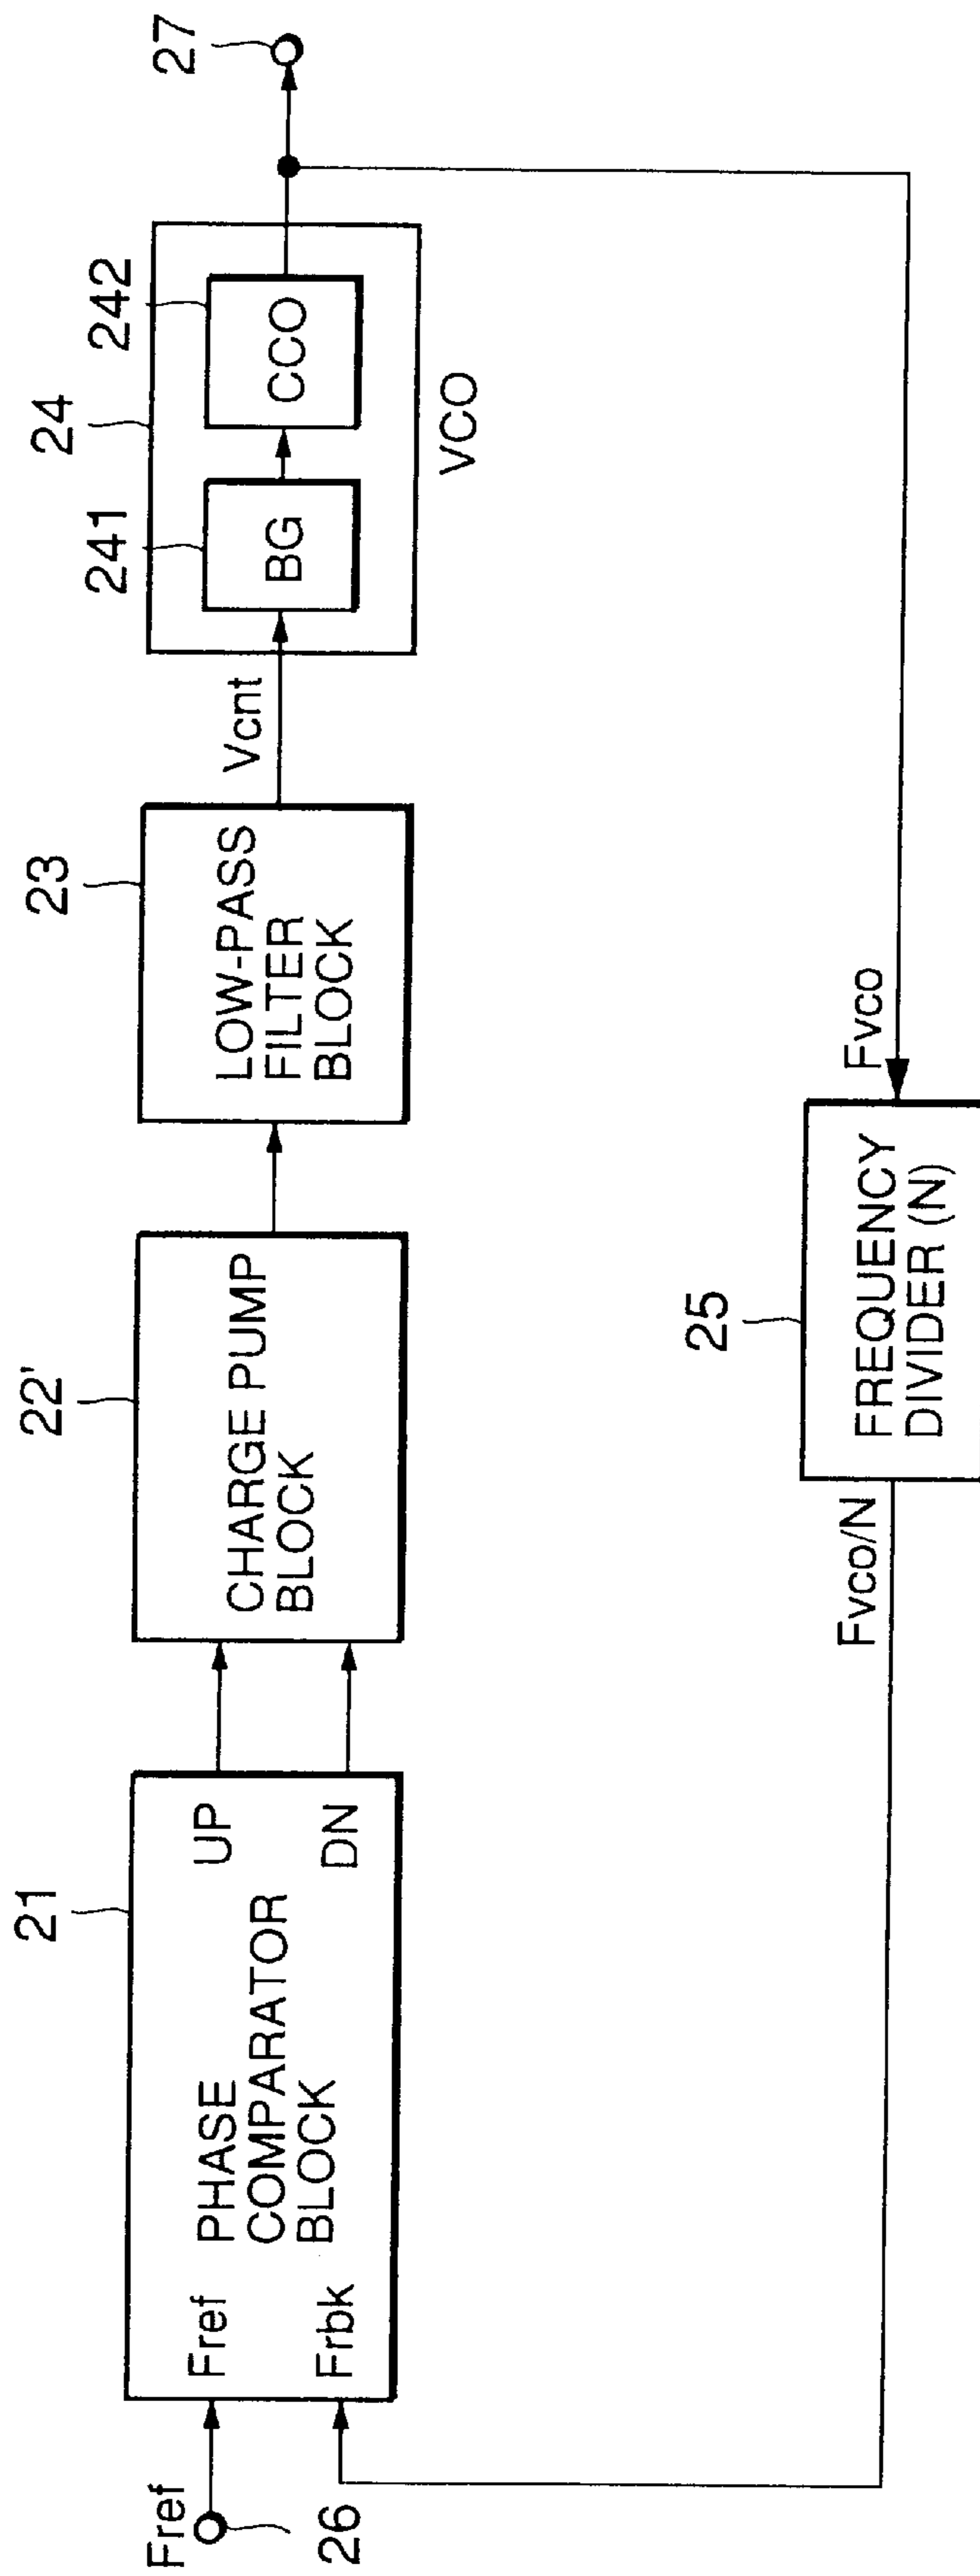 Fref
26
21
Fref
Frbk
PHASE
COMPARATOR
BLOCK
UP
DN
22'
CHARGE PUMP
BLOCK
23
LOW-PASS
FILTER
BLOCK
Vcnt
24
241
BG
242
CCO
VCO
27
25
FREQUENCY
DIVIDER (N)
Fvco
Fvco/N